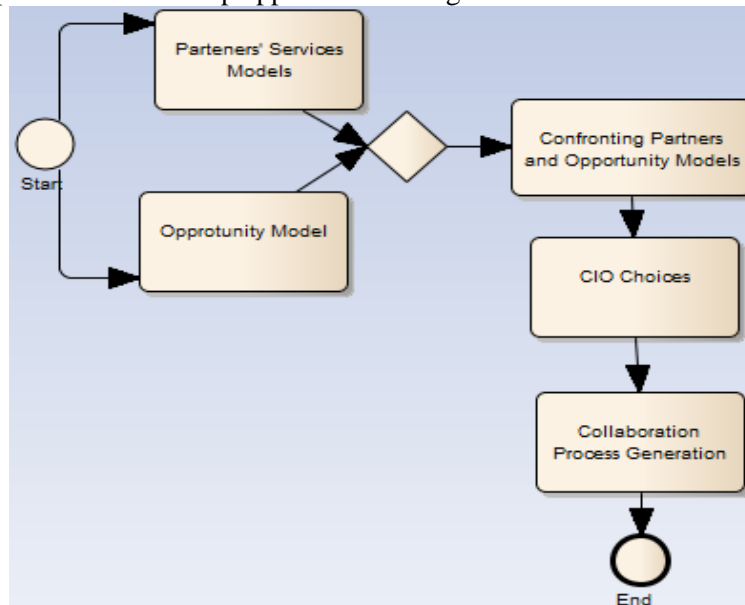 Parteners' Services
Models
Start
Opprotunity Model
Confronting Partners
and Opportunity Models
CIO Choices
Collaboration
Process Generation
End